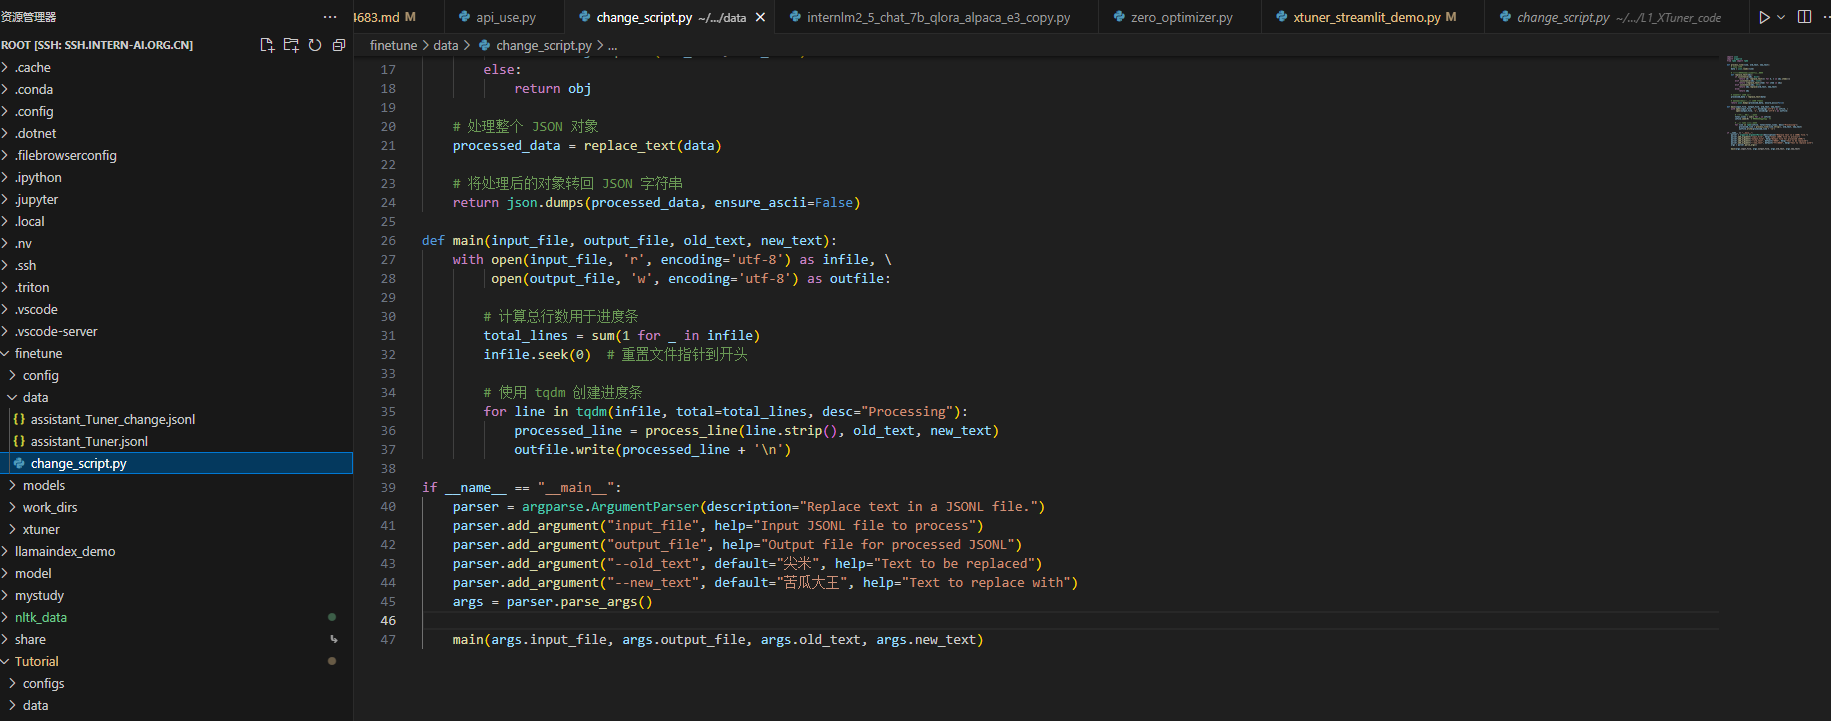 资源管理器
4683.md M
api_use.py
change_script.py ~/.../data
internlm2_5_chat_7b_qlora_alpaca_e3_copy.py
zero_optimizer.py
xtuner_streamlit_demo.py M
change_script.py ~/.../L1_XTuner_code
ROOT [SSH: SSH.INTERN-AI.ORG.CN]
.cache
.conda
.config
.dotnet
.filebrowserconfig
.ipython
.jupyter
.local
.nv
.ssh
.triton
.vscode
.vscode-server
finetune
config
data
assistant_Tuner_change.jsonl
assistant_Tuner.jsonl
change_script.py
models
work_dirs
xtuner
llamaindex_demo
model
mystudy
nltk_data
share
Tutorial
configs
data
finetune > data > change_script.py > ...
17 else:
18 return obj
19
20 # 处理整个 JSON 对象
21 processed_data = replace_text(data)
22
23 # 将处理后的对象转回 JSON 字符串
24 return json.dumps(processed_data, ensure_ascii=False)
25
26 def main(input_file, output_file, old_text, new_text):
27 with open(input_file, 'r', encoding='utf-8') as infile, \
28 open(output_file, 'w', encoding='utf-8') as outfile:
29
30 # 计算总行数用于进度条
31 total_lines = sum(1 for _ in infile)
32 infile.seek(0)  # 重置文件指针到开头
33
34 # 使用 tqdm 创建进度条
35 for line in tqdm(infile, total=total_lines, desc="Processing"):
36 processed_line = process_line(line.strip(), old_text, new_text)
37 outfile.write(processed_line + '\n')
38
39 if __name__ == "__main__":
40 parser = argparse.ArgumentParser(description="Replace text in a JSONL file.")
41 parser.add_argument("input_file", help="Input JSONL file to process")
42 parser.add_argument("output_file", help="Output file for processed JSONL")
43 parser.add_argument("--old_text", default="尖米", help="Text to be replaced")
44 parser.add_argument("--new_text", default="苦瓜大王", help="Text to replace with")
45 args = parser.parse_args()
46
47 main(args.input_file, args.output_file, args.old_text, args.new_text)